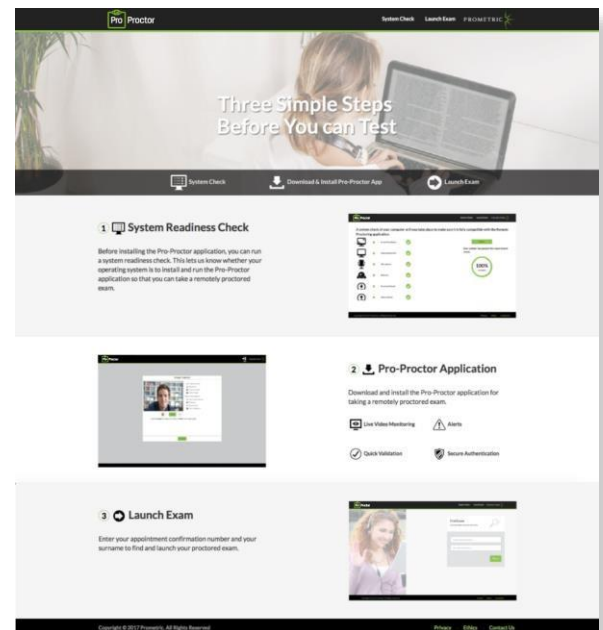 Pro Proctor
System Check Launch Exam PROMETRIC
Three Simple Steps
Before You can Test
System Check Download & Install Pro-Proctor App Launch Exam
1 System Readiness Check
Before installing the Pro-Proctor application, you can run
a system readiness check. This lets us know whether your
operating system is to install and run the Pro-Proctor
application so that you can take a remotely proctored
exam.
100%
2 Pro-Proctor Application
Download and install the Pro-Proctor application for
taking a remotely proctored exam.
Live Video Monitoring Alerts
Quick Validation Secure Authentication
3 Launch Exam
Enter your appointment confirmation number and your
surname to find and launch your proctored exam.
Copyright © 2017 Prometric. All Rights Reserved
Privacy Ethics Contact Us